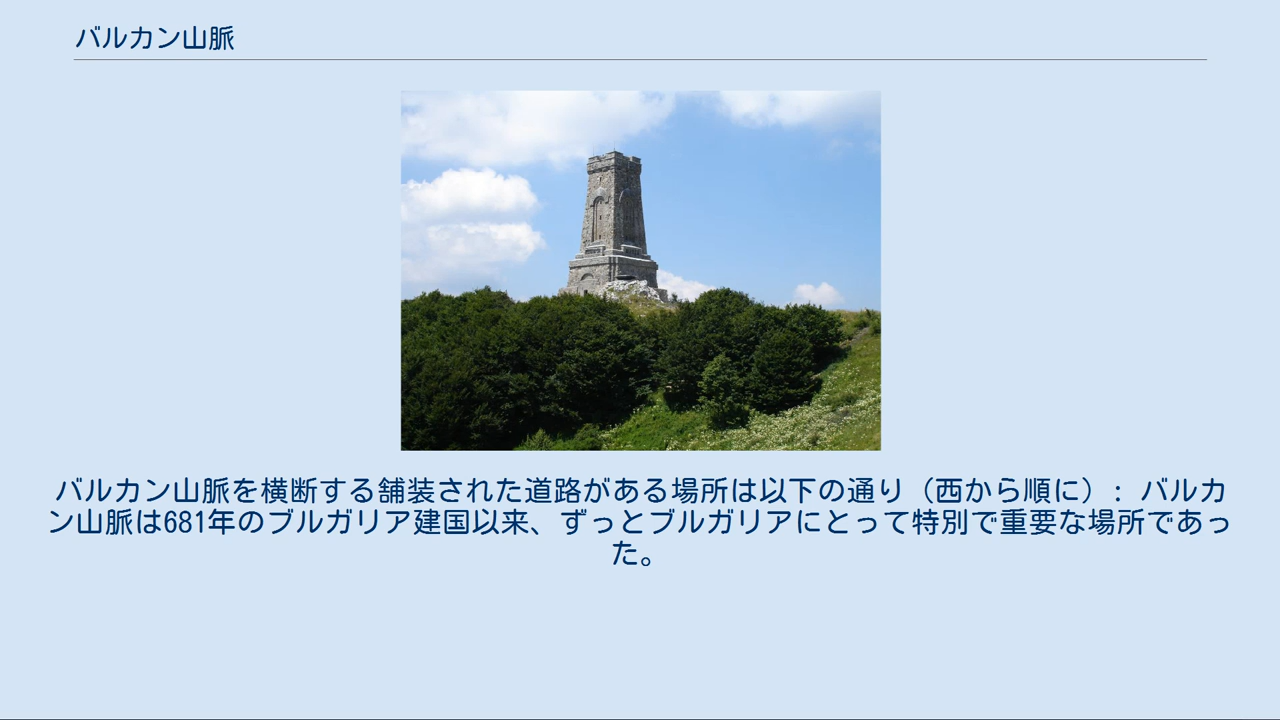 バルカン山脈
バルカン山脈を横断する舗装された道路がある場所は以下の通り（西から順に）: バルカ
ン山脈は681年のブルガリア建国以来、ずっとブルガリアにとって特別で重要な場所であっ
た。